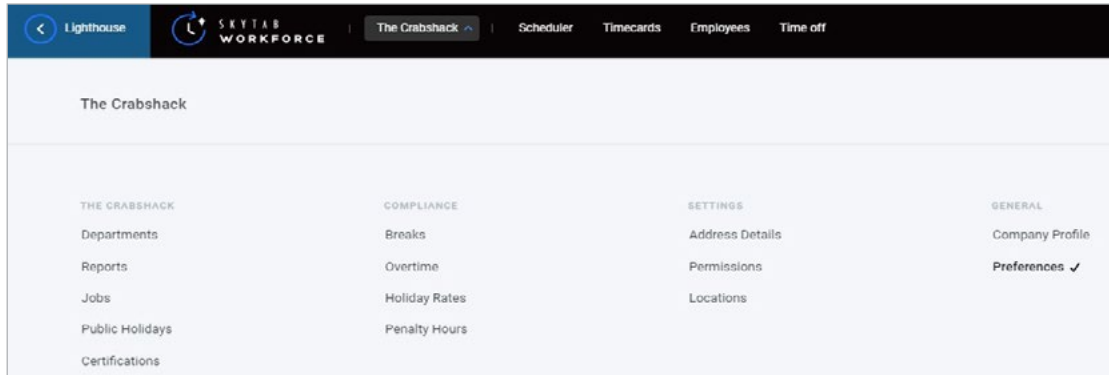 Lighthouse
SKYTAB
WORKFORCE
The Crabshack
Scheduler
Timecards
Employees
Time off
The Crabshack
THE CRABSHACK
Departments
Reports
Jobs
Public Holidays
Certifications
COMPLIANCE
Breaks
Overtime
Holiday Rates
Penalty Hours
SETTINGS
Address Details
Permissions
Locations
GENERAL
Company Profile
Preferences